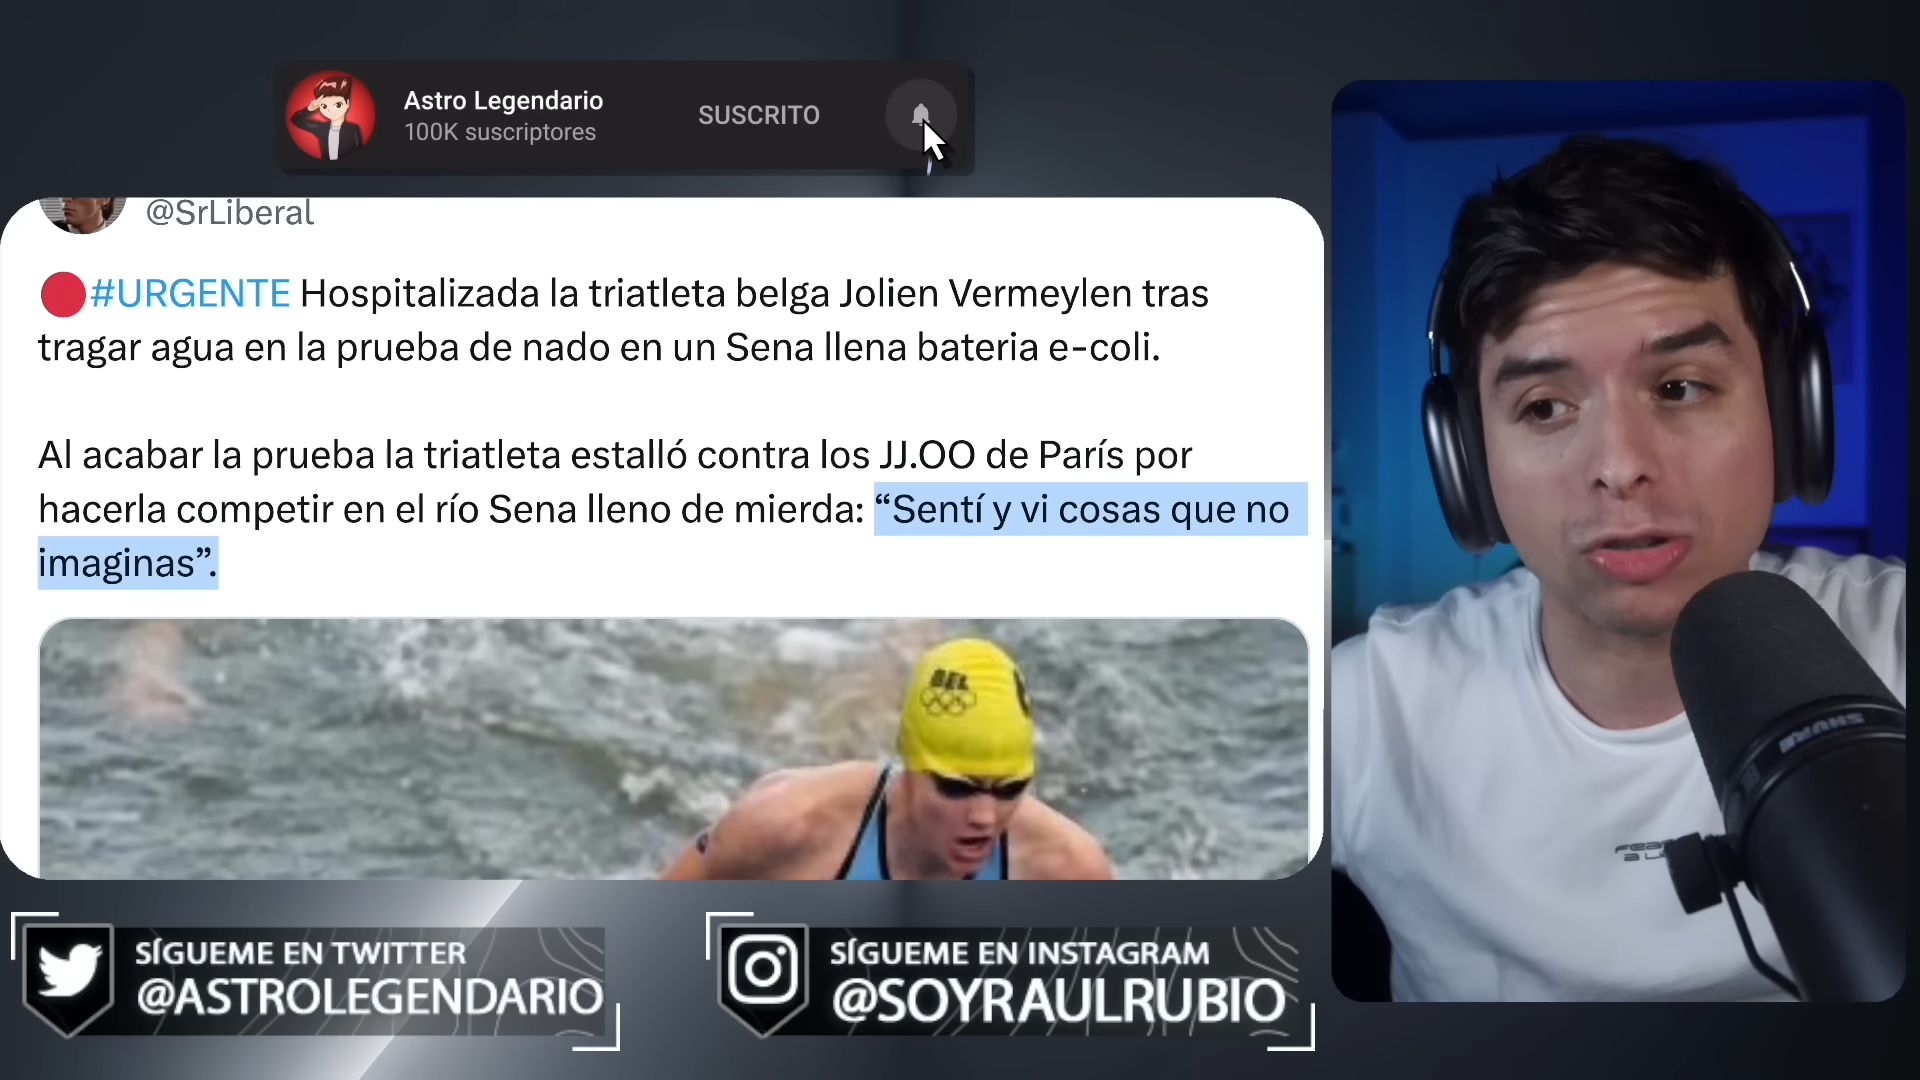 Astro Legendario
100K suscriptores
SUSCRITO
@SrLiberal
#URGENTE Hospitalizada la triatleta belga Jolien Vermeylen tras
tragar agua en la prueba de nado en un Sena llena bateria e-coli.
Al acabar la prueba la triatleta estalló contra los JJ.OO de París por
hacerla competir en el río Sena lleno de mierda: “Sentí y vi cosas que no
imaginas”.
BEL
SHURE
SÍGUEME EN TWITTER
@ASTROLEGENDARIO
SÍGUEME EN INSTAGRAM
@SOYRAULRUBIO